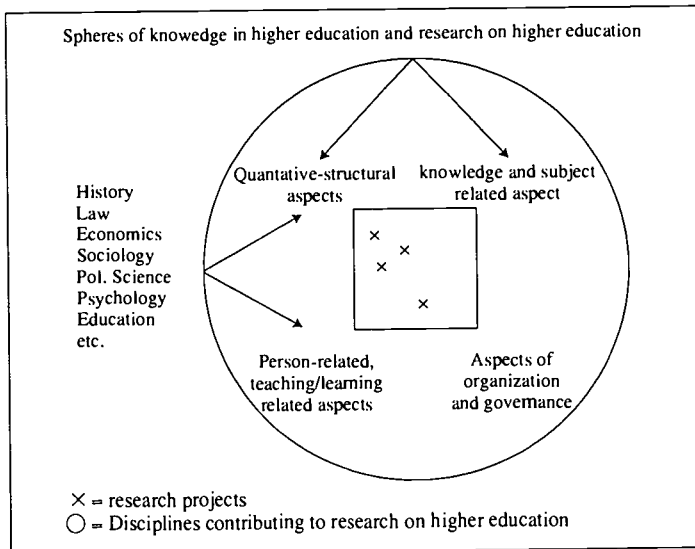 Spheres of knowedge in higher education and research on higher education
Quantative-structural
aspects
knowledge and subject
related aspect
History
Law
Economics
Sociology
Pol. Science
Psychology
Education
etc.
Person-related,
teaching/learning
related aspects
Aspects of
organization
and governance
× = research projects
○ = Disciplines contributing to research on higher education